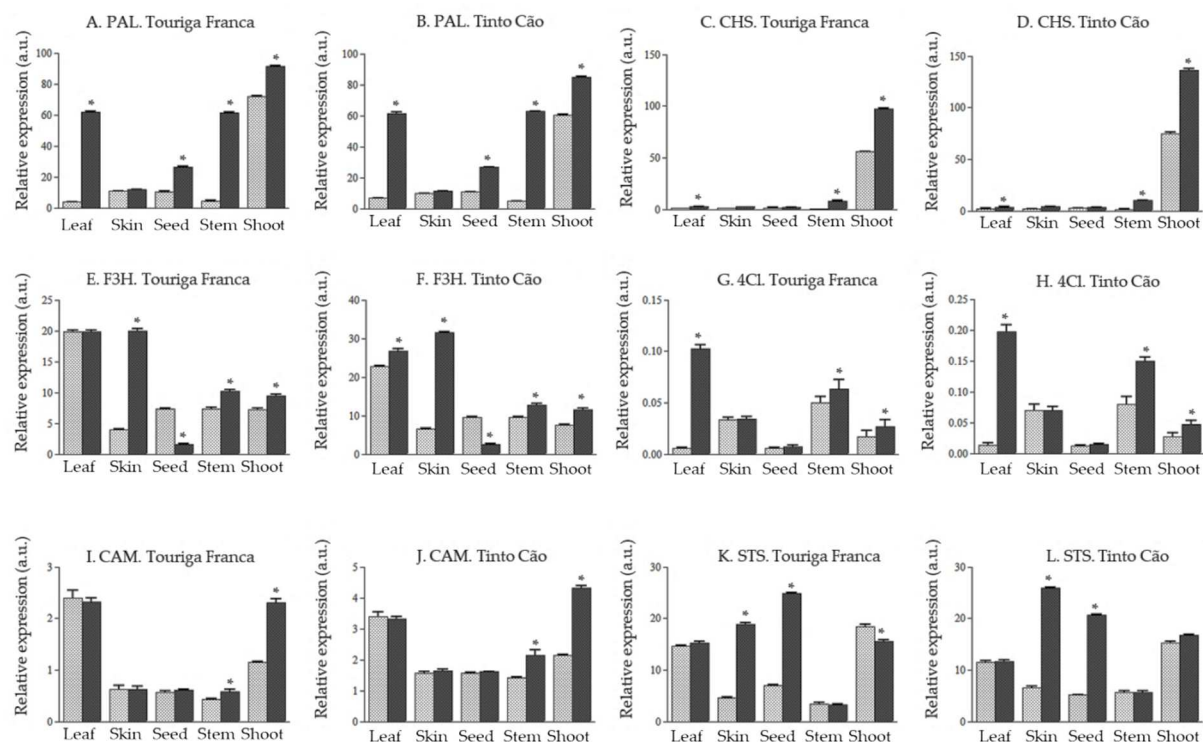 A. PAL. Touriga Franca
Relative expression (a.u.)
100
80
60
40
20
0
*
*
*
*
Leaf Skin Seed Stem Shoot
B. PAL. Tinto Cão
Relative expression (a.u.)
100
80
60
40
20
0
*
*
*
*
Leaf Skin Seed Stem Shoot
C. CHS. Touriga Franca
Relative expression (a.u.)
150
100
50
0
*
*
*
Leaf Skin Seed Stem Shoot
D. CHS. Tinto Cão
Relative expression (a.u.)
150
100
50
0
*
*
*
Leaf Skin Seed Stem Shoot
E. F3H. Touriga Franca
Relative expression (a.u.)
25
20
15
10
5
0
*
*
*
*
Leaf Skin Seed Stem Shoot
F. F3H. Tinto Cão
Relative expression (a.u.)
40
30
20
10
0
*
*
*
*
*
Leaf Skin Seed Stem Shoot
G. 4Cl. Touriga Franca
Relative expression (a.u.)
0.15
0.10
0.05
0.00
*
*
*
Leaf Skin Seed Stem Shoot
H. 4Cl. Tinto Cão
Relative expression (a.u.)
0.25
0.20
0.15
0.10
0.05
0.00
*
*
*
Leaf Skin Seed Stem Shoot
I. CAM. Touriga Franca
Relative expression (a.u.)
3
2
1
0
*
*
Leaf Skin Seed Stem Shoot
J. CAM. Tinto Cão
Relative expression (a.u.)
5
4
3
2
1
0
*
*
Leaf Skin Seed Stem Shoot
K. STS. Touriga Franca
Relative expression (a.u.)
30
20
10
0
*
*
*
Leaf Skin Seed Stem Shoot
L. STS. Tinto Cão
Relative expression (a.u.)
30
20
10
0
*
*
Leaf Skin Seed Stem Shoot